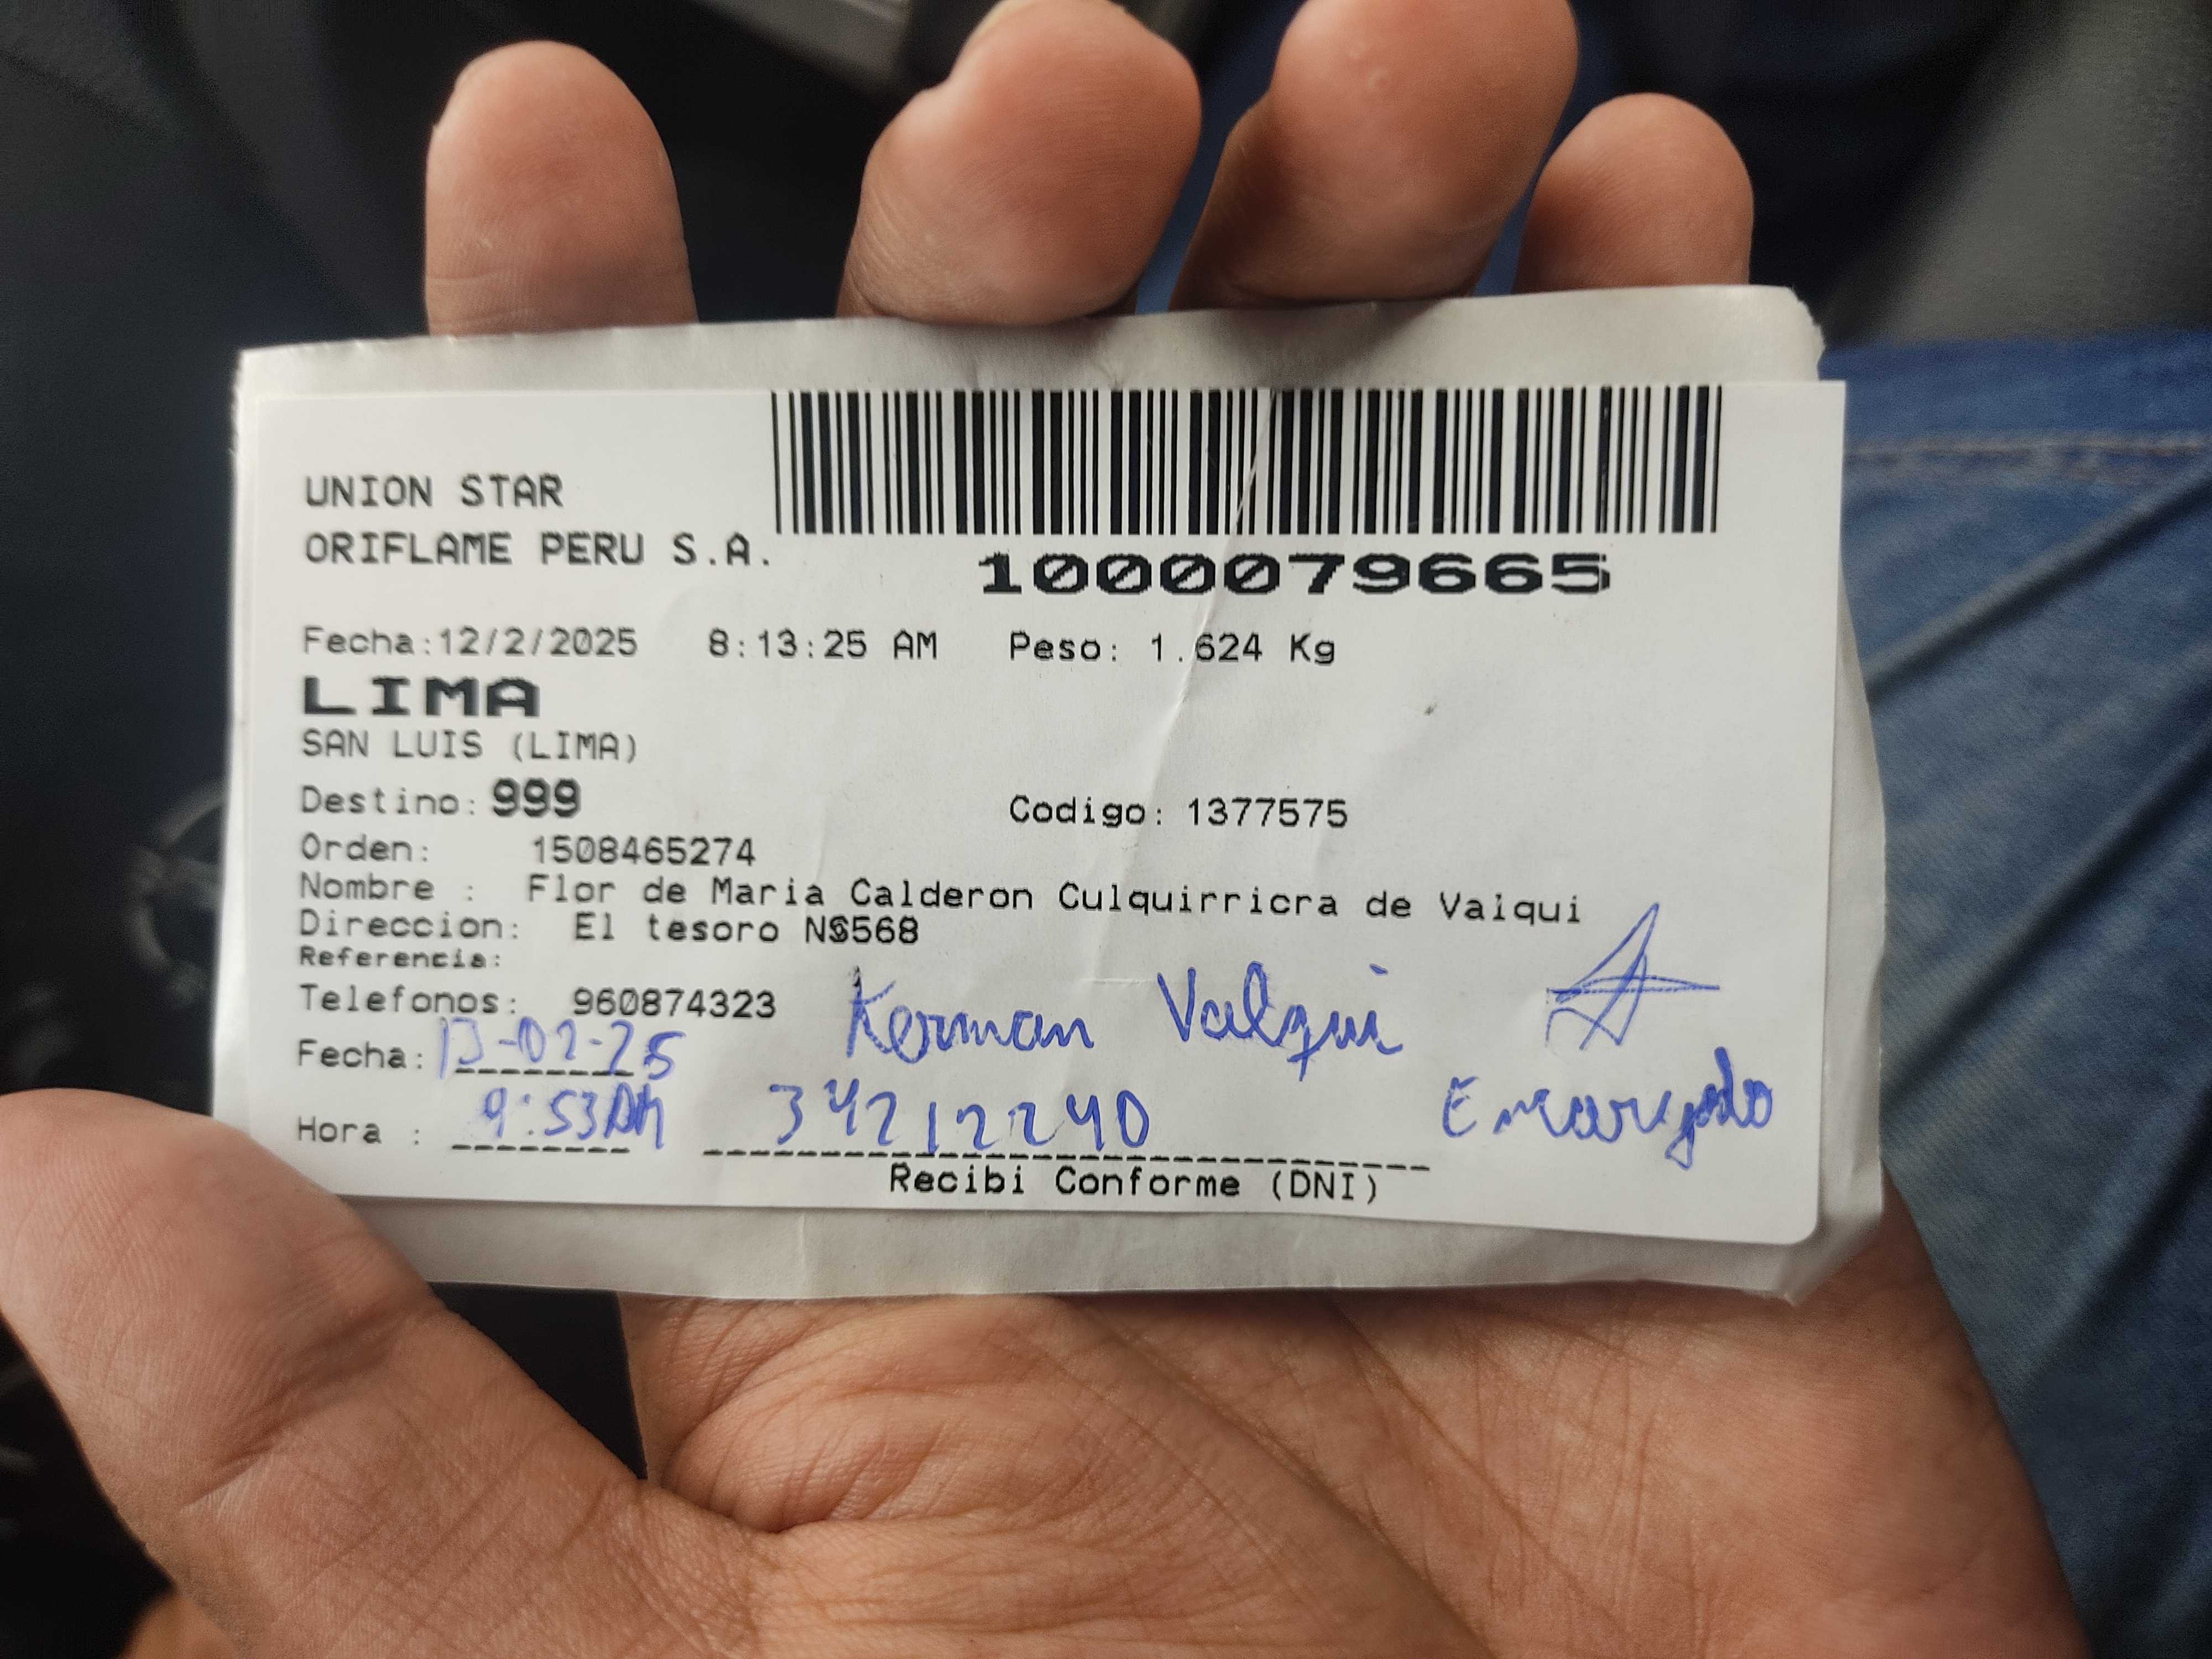 UNION STAR
ORIFLAME PERU S.A.
1000079665
Fecha:12/2/2025 8:13:25 AM Peso: 1.624 Kg
LIMA
SAN LUIS (LIMA)
Destino: 999 Codigo: 1377575
Orden: 1508465274
Nombre : Flor de Maria Calderon Culquirricra de Valqui
Direccion: El tesoro N§568
Referencia:
Telefonos: 960874323 Kerman Valqui
Fecha: 13-02-25
Encargado
Hora : 9:53AM 34212240
Recibi Conforme (DNI)